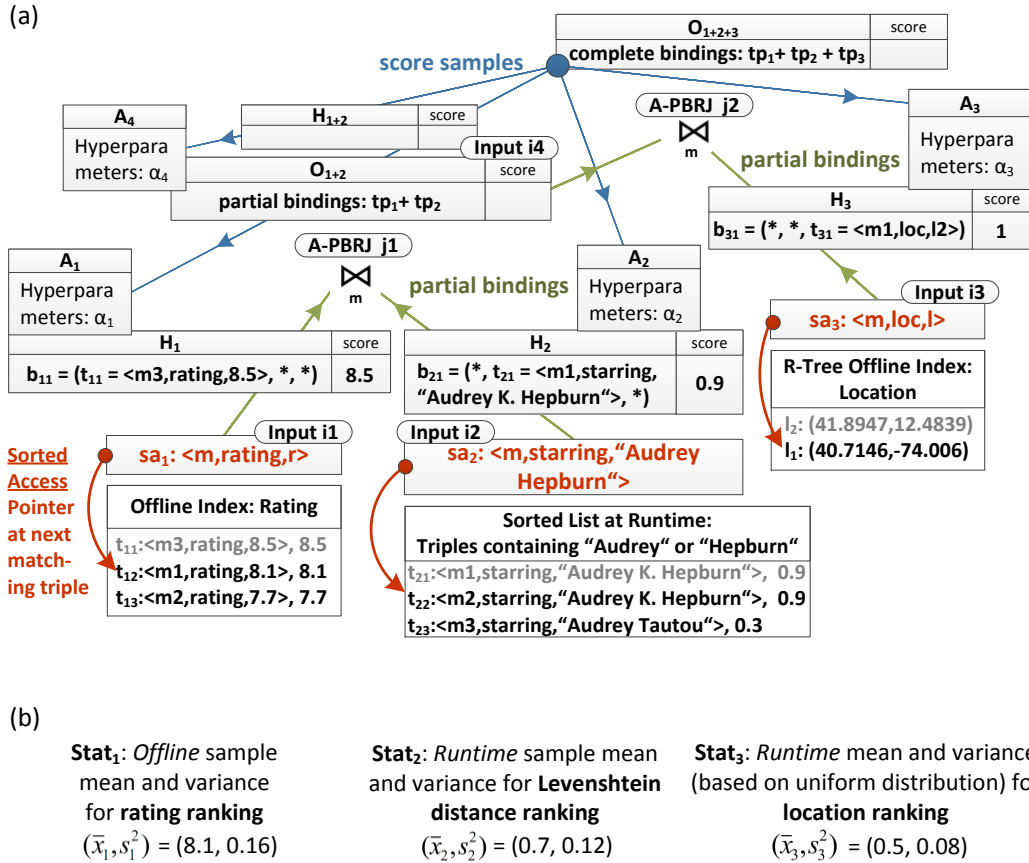 (a)
O1+2+3 score
complete bindings: tp1+ tp2 + tp3
score samples
A4
Hyperpara
meters: α4
H1+2 score
A-PBRJ j2
⋈
m
A3
Hyperpara
meters: α3
Input i4
O1+2 score
partial bindings: tp1+ tp2
partial bindings
H3 score
b31 = (*, *, t31 = <m1,loc,l2>) 1
A1
Hyperpara
meters: α1
A-PBRJ j1
⋈
m
partial bindings
A2
Hyperpara
meters: α2
Input i3
sa3: <m,loc,l>
H1 score
b11 = (t11 = <m3,rating,8.5>, *, *) 8.5
H2 score
b21 = (*, t21 = <m1,starring,
“Audrey K. Hepburn“>, *)
0.9
R-Tree Offline Index:
Location
l2: (41.8947,12.4839)
l1: (40.7146,-74.006)
Input i1
sa1: <m,rating,r>
Input i2
sa2: <m,starring,“Audrey
Hepburn“>
Sorted
Access
Pointer
at next
match-
ing triple
Offline Index: Rating
t11:<m3,rating,8.5>, 8.5
t12:<m1,rating,8.1>, 8.1
t13:<m2,rating,7.7>, 7.7
Sorted List at Runtime:
Triples containing “Audrey“ or “Hepburn“
t21:<m1,starring,“Audrey K. Hepburn“>, 0.9
t22:<m2,starring,“Audrey K. Hepburn“>, 0.9
t23:<m3,starring,“Audrey Tautou“>, 0.3
(b)
Stat1: Offline sample
mean and variance
for rating ranking
(x̄1,s1²) = (8.1, 0.16)
Stat2: Runtime sample mean
and variance for Levenshtein
distance ranking
(x̄2,s2²) = (0.7, 0.12)
Stat3: Runtime mean and variance
(based on uniform distribution) fo
location ranking
(x̄3,s3²) = (0.5, 0.08)